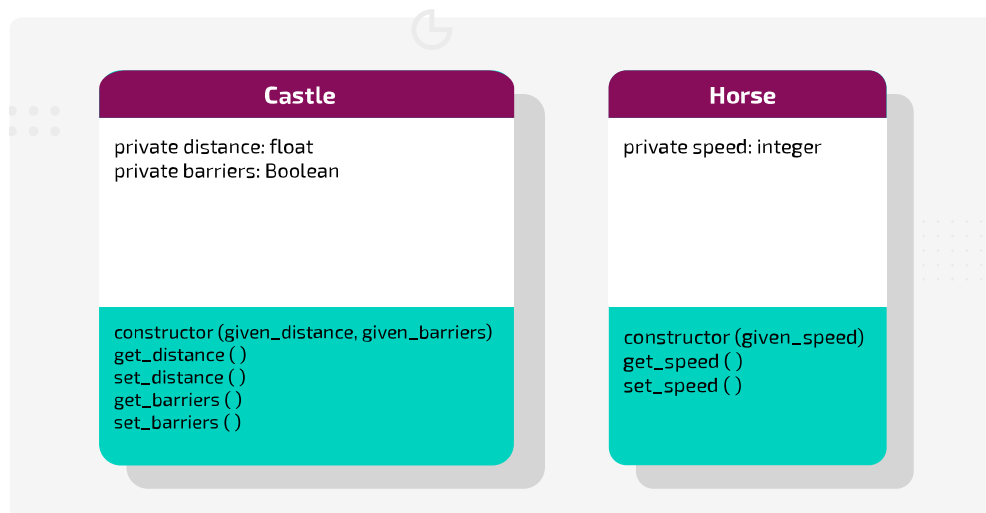 Castle
private distance: float
private barriers: Boolean
constructor (given_distance, given_barriers)
get_distance ( )
set_distance ( )
get_barriers ( )
set_barriers ( )
Horse
private speed: integer
constructor (given_speed)
get_speed ( )
set_speed ( )